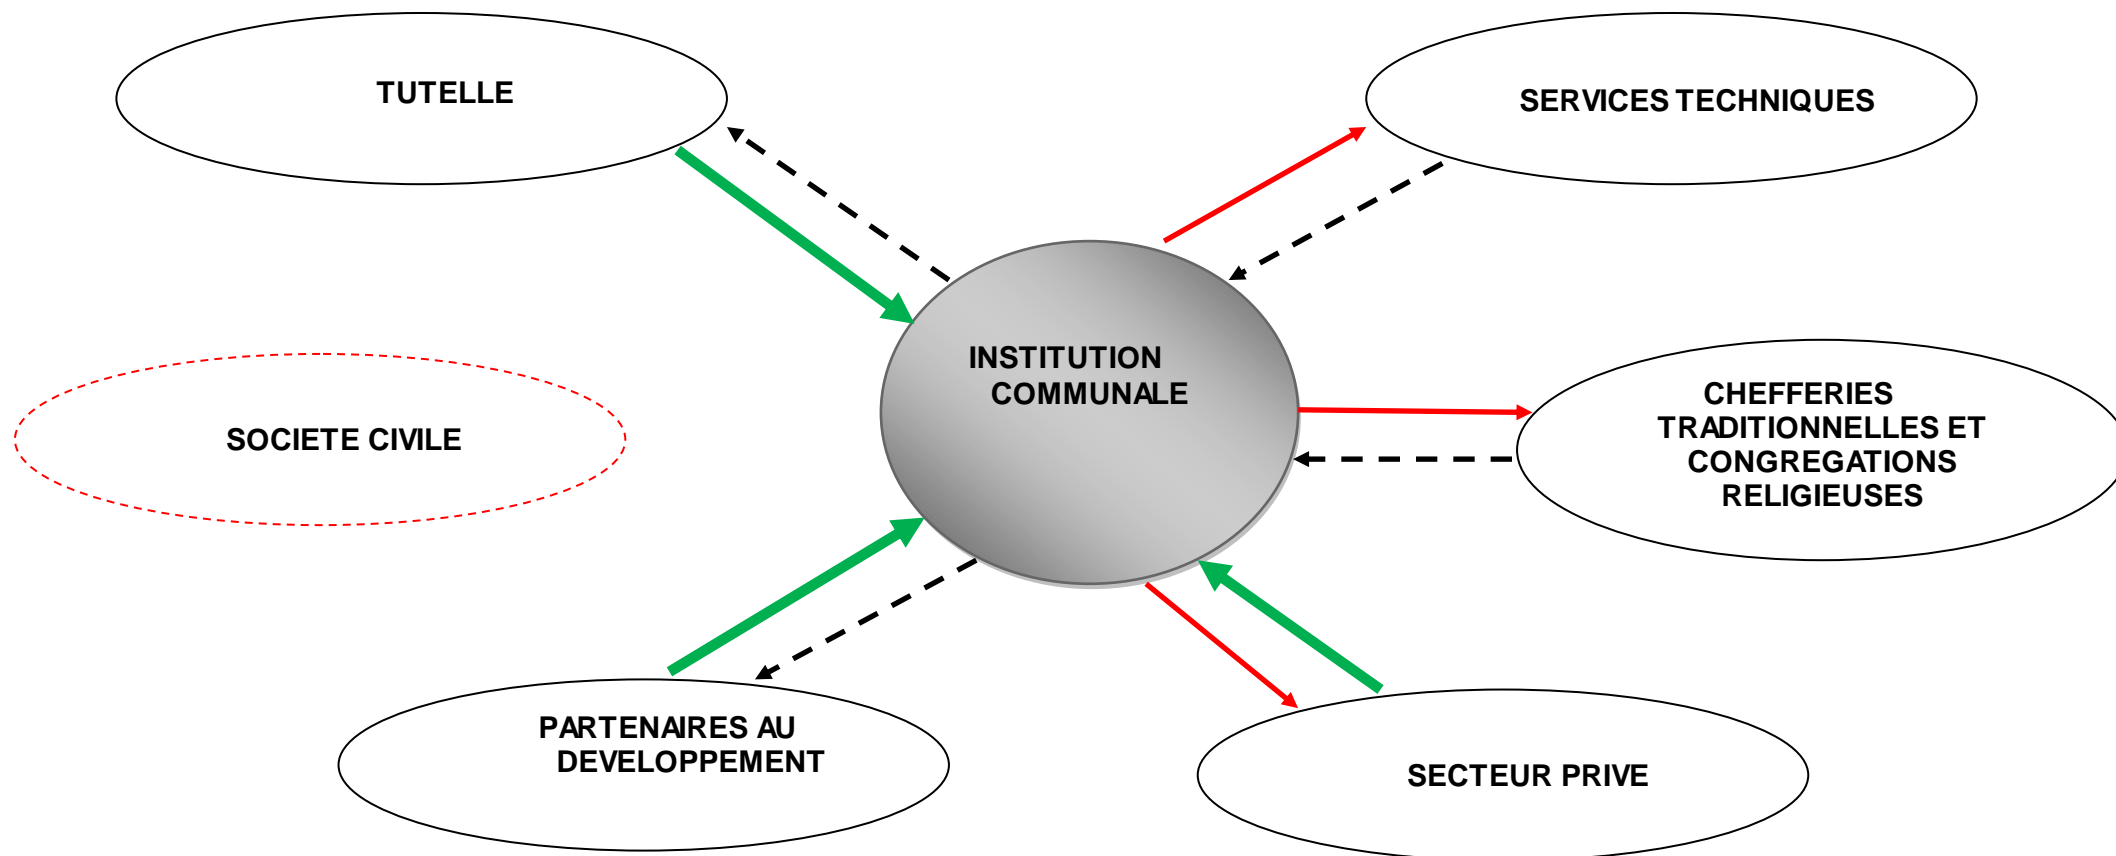 TUTELLE
SERVICES TECHNIQUES
INSTITUTION
COMMUNALE
SOCIETE CIVILE
CHEFFERIES
TRADITIONNELLES ET
CONGREGATIONS
RELIGIEUSES
PARTENAIRES AU
DEVELOPPEMENT
SECTEUR PRIVE